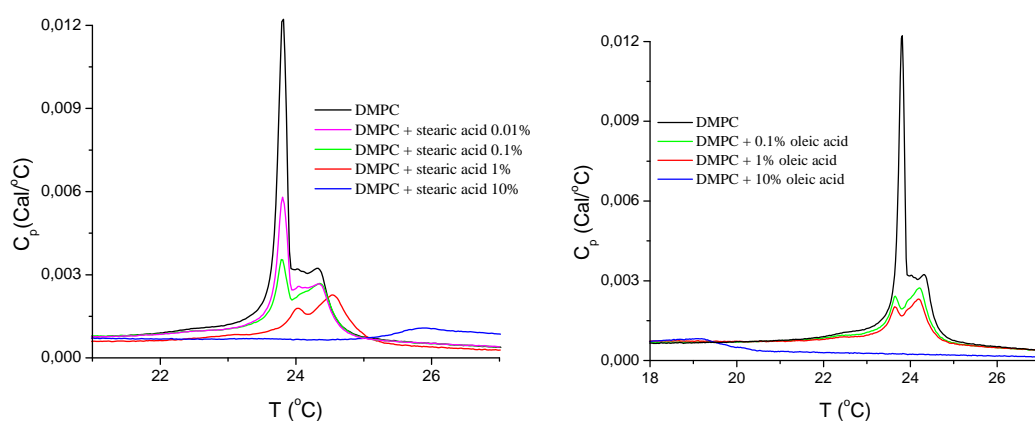 0,012
0,009
0,006
0,003
0,000
Cp(Cal/°C)
DMPC
DMPC + stearic acid 0.01%
DMPC + stearic acid 0.1%
DMPC + stearic acid 1%
DMPC + stearic acid 10%
22
24
26
T (°C)
0,012
0,009
0,006
0,003
0,000
Cp (Cal/°C)
DMPC
DMPC + 0.1% oleic acid
DMPC + 1% oleic acid
DMPC + 10% oleic acid
18
20
22
24
26
T (°C)